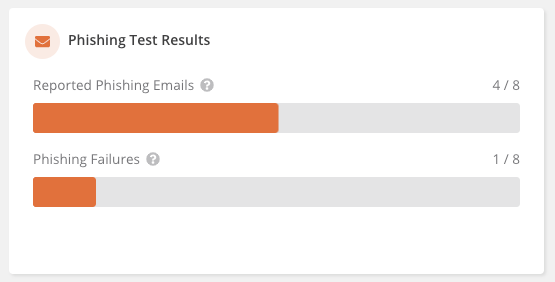 Phishing Test Results
Reported Phishing Emails ? 4 / 8
Phishing Failures ? 1 / 8